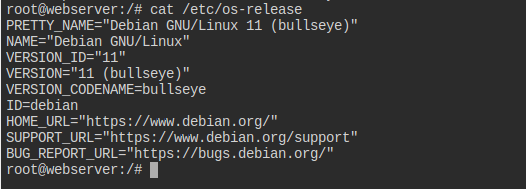 root@webserver:/# cat /etc/os-release
PRETTY_NAME="Debian GNU/Linux 11 (bullseye)"
NAME="Debian GNU/Linux"
VERSION_ID="11"
VERSION="11 (bullseye)"
VERSION_CODENAME=bullseye
ID=debian
HOME_URL="https://www.debian.org/"
SUPPORT_URL="https://www.debian.org/support"
BUG_REPORT_URL="https://bugs.debian.org/"
root@webserver:/#